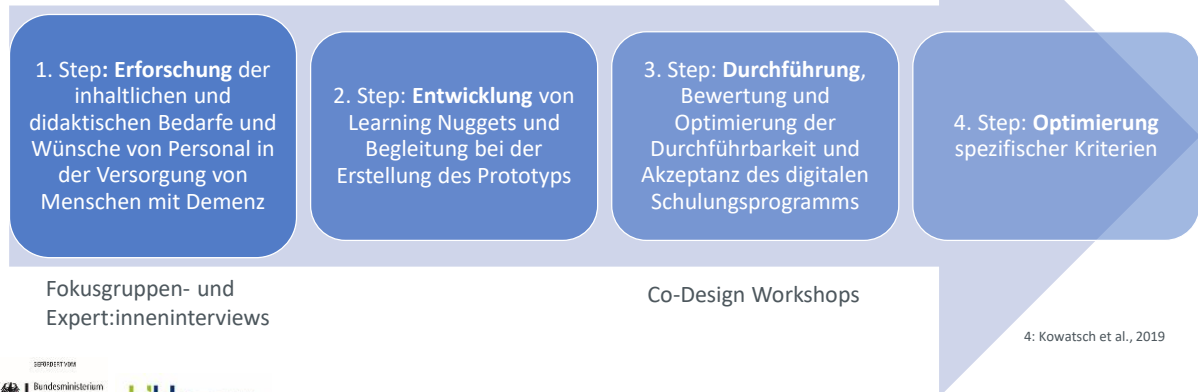 1. Step: Erforschung der
inhaltlichen und
didaktischen Bedarfe und
Wünsche von Personal in
der Versorgung von
Menschen mit Demenz
2. Step: Entwicklung von
Learning Nuggets und
Begleitung bei der
Erstellung des Prototyps
3. Step: Durchführung,
Bewertung und
Optimierung der
Durchführbarkeit und
Akzeptanz des digitalen
Schulungsprogramms
4. Step: Optimierung
spezifischer Kriterien
Fokusgruppen- und
Expert:inneninterviews
Co-Design Workshops
4: Kowatsch et al., 2019
GEFÖRDERT VOM
Bundesministerium